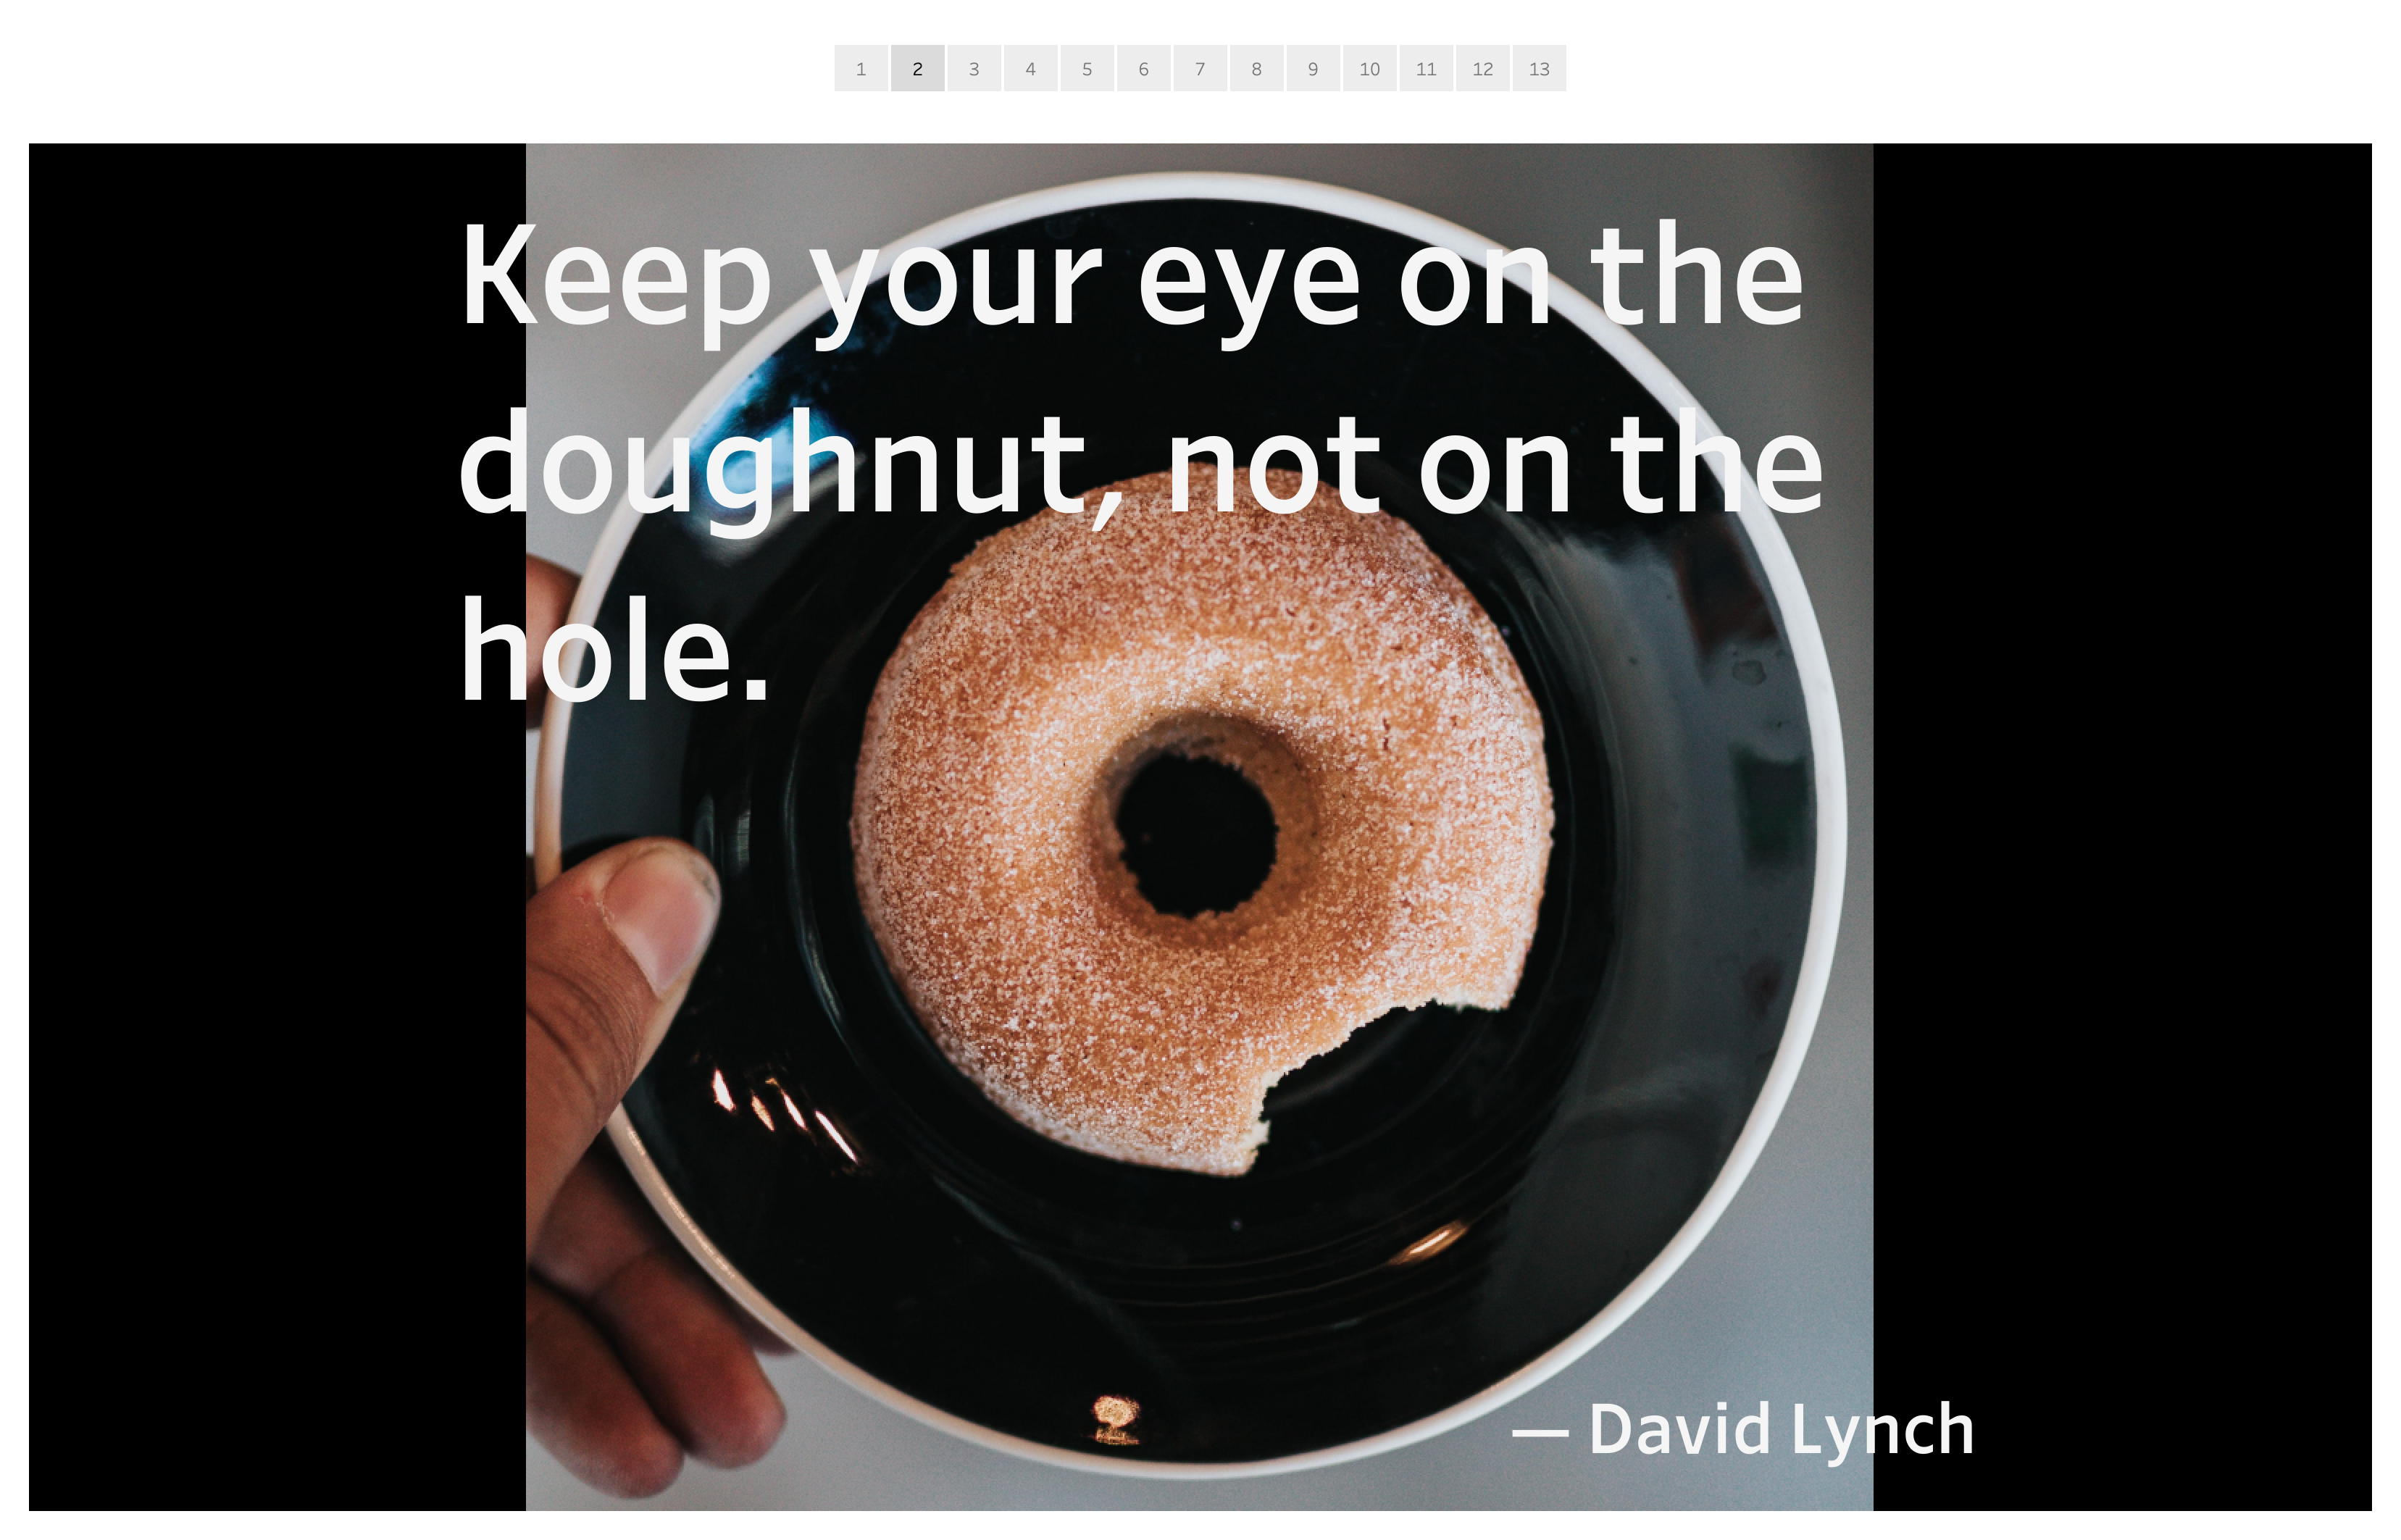 1 2 3 4 5 6 7 8 9 10 11 12 13
Keep your eye on the
doughnut, not on the
hole.
— David Lynch